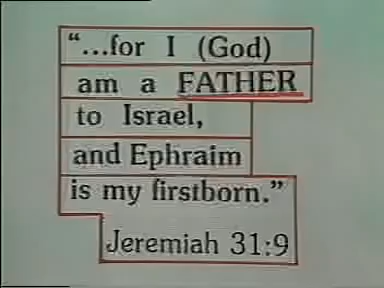 “...for I (God)
am a FATHER
to Israel,
and Ephraim
is my firstborn.”
Jeremiah 31:9